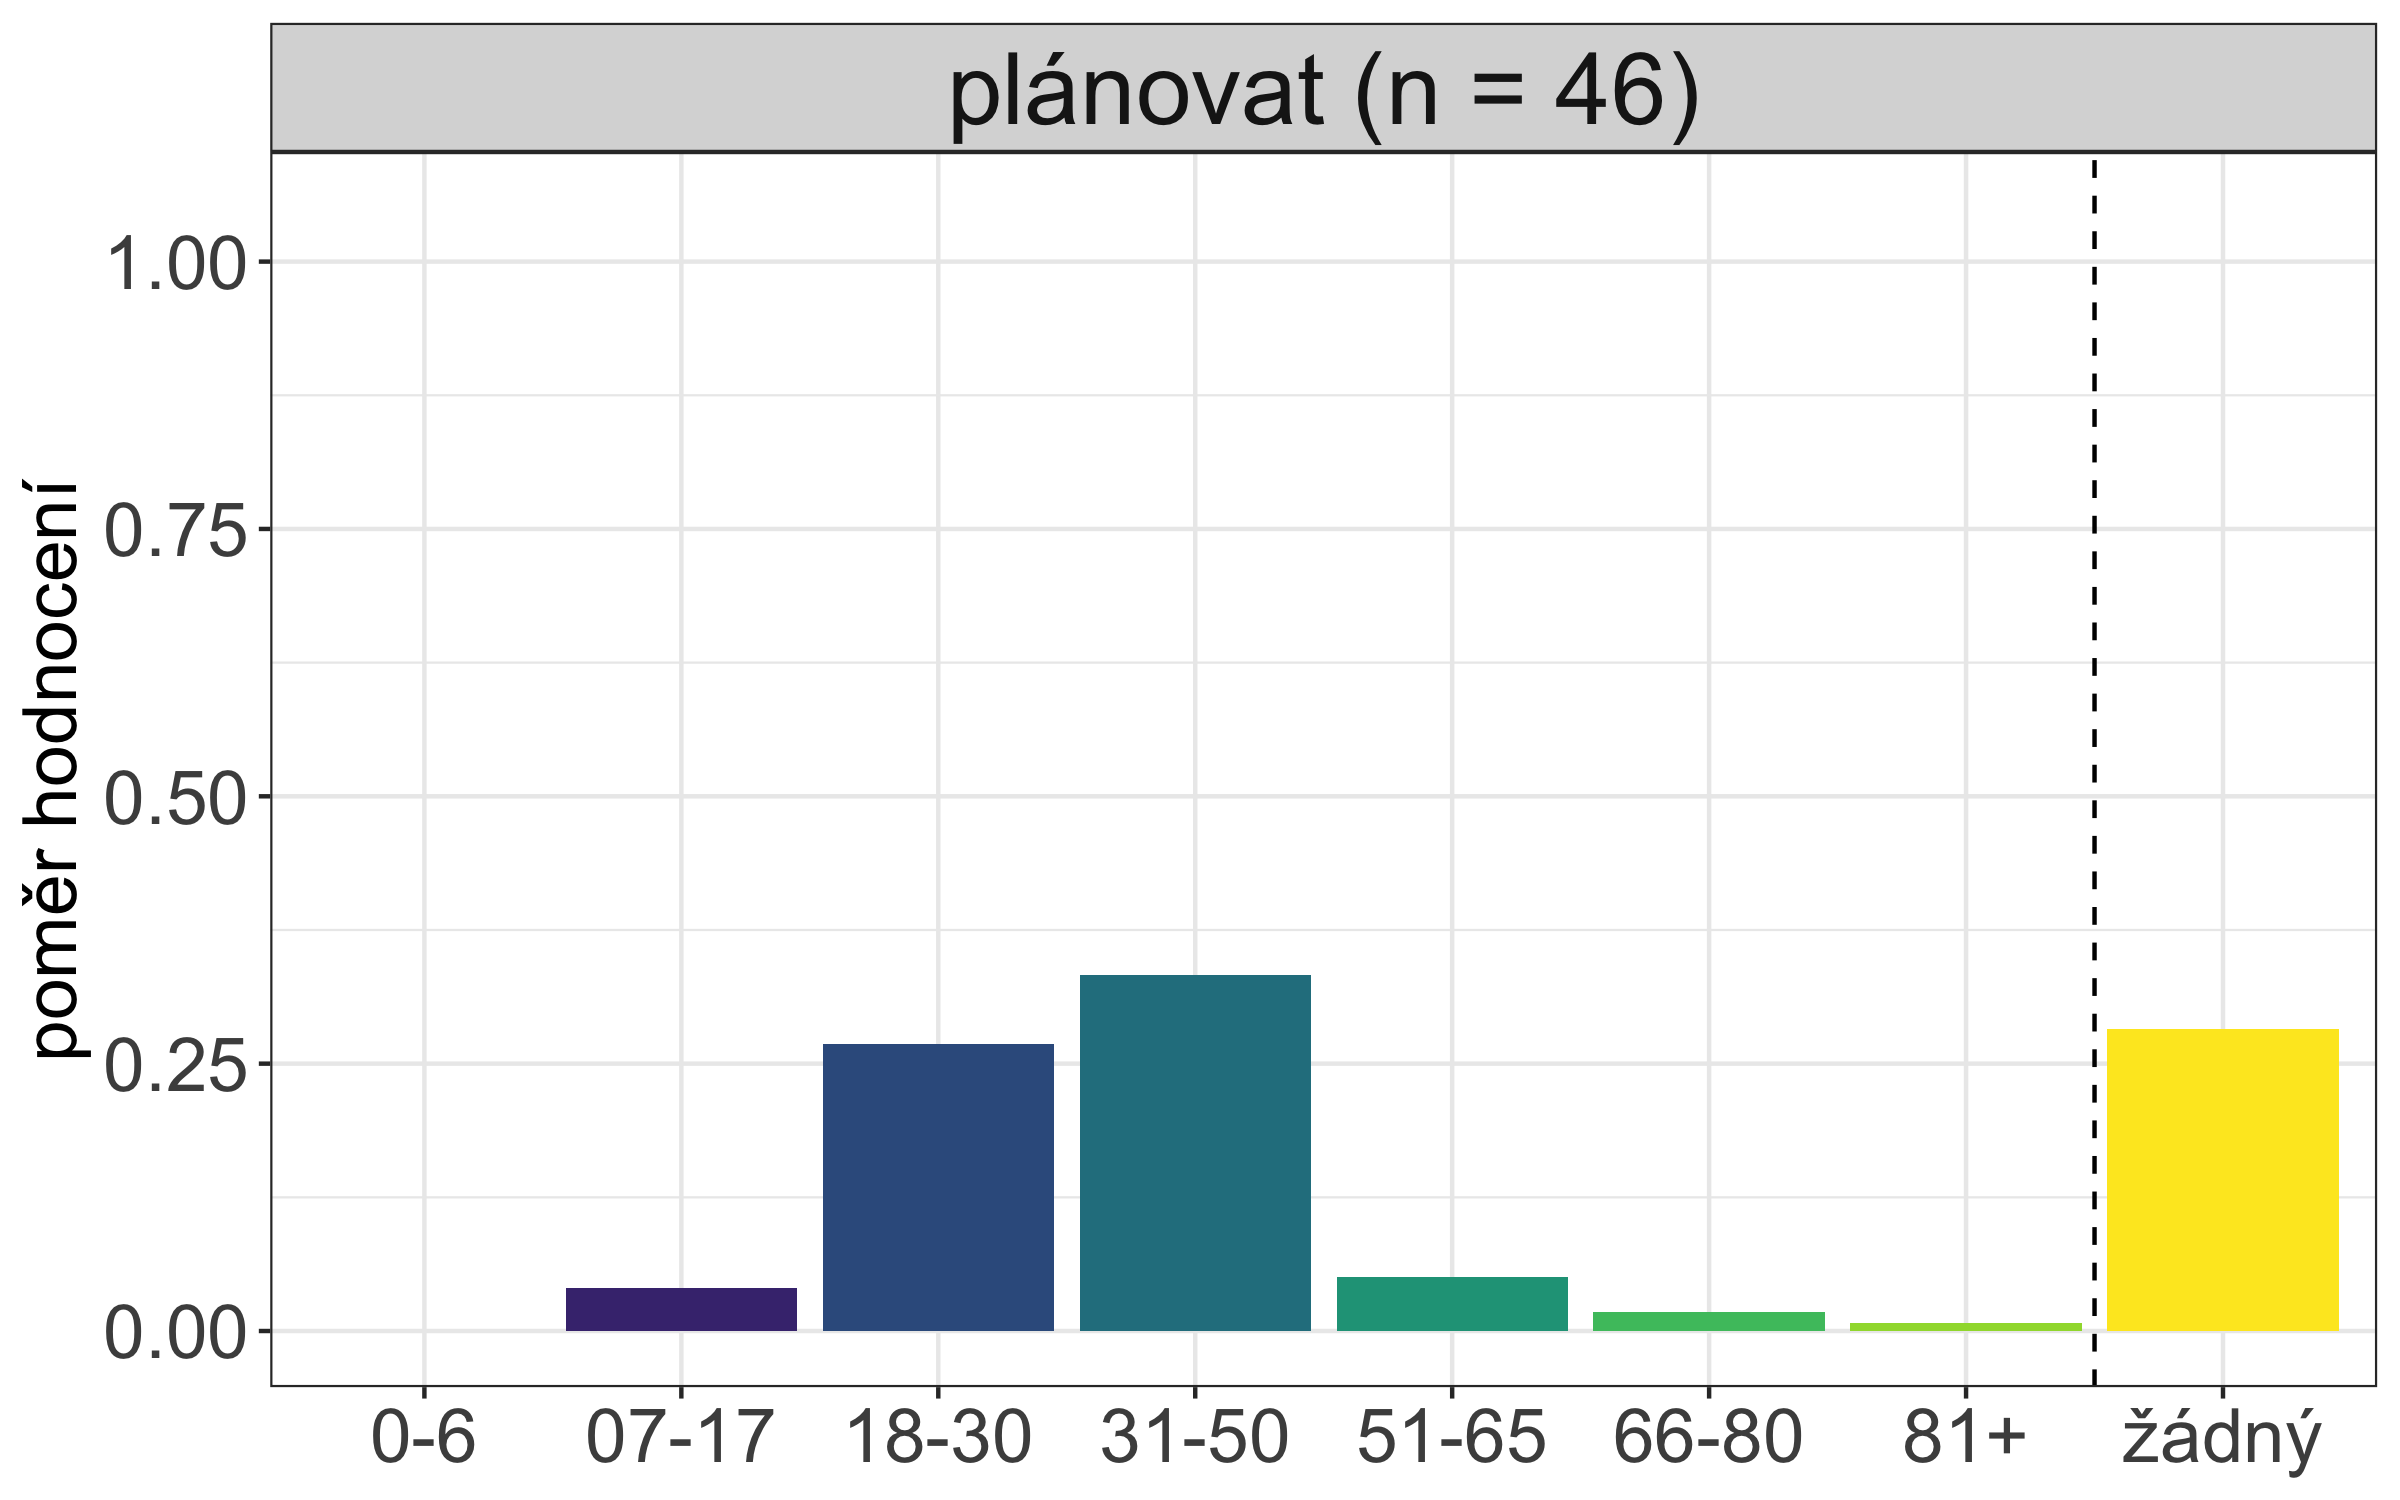 plánovat (n = 46)
poměr hodnocení
1.00
0.75
0.50
0.25
0.00
0-6 07-17 18-30 31-50 51-65 66-80 81+ žádný